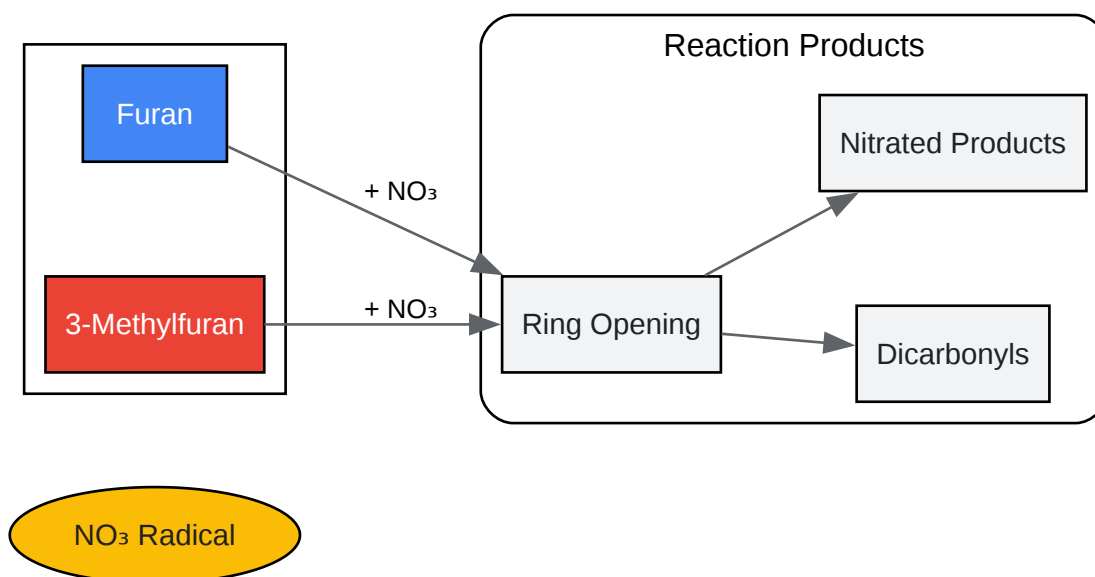 Reaction Products
Furan
Nitrated Products
+ NO₃
3-Methylfuran
+ NO₃
Ring Opening
Dicarbonyls
NO₃ Radical